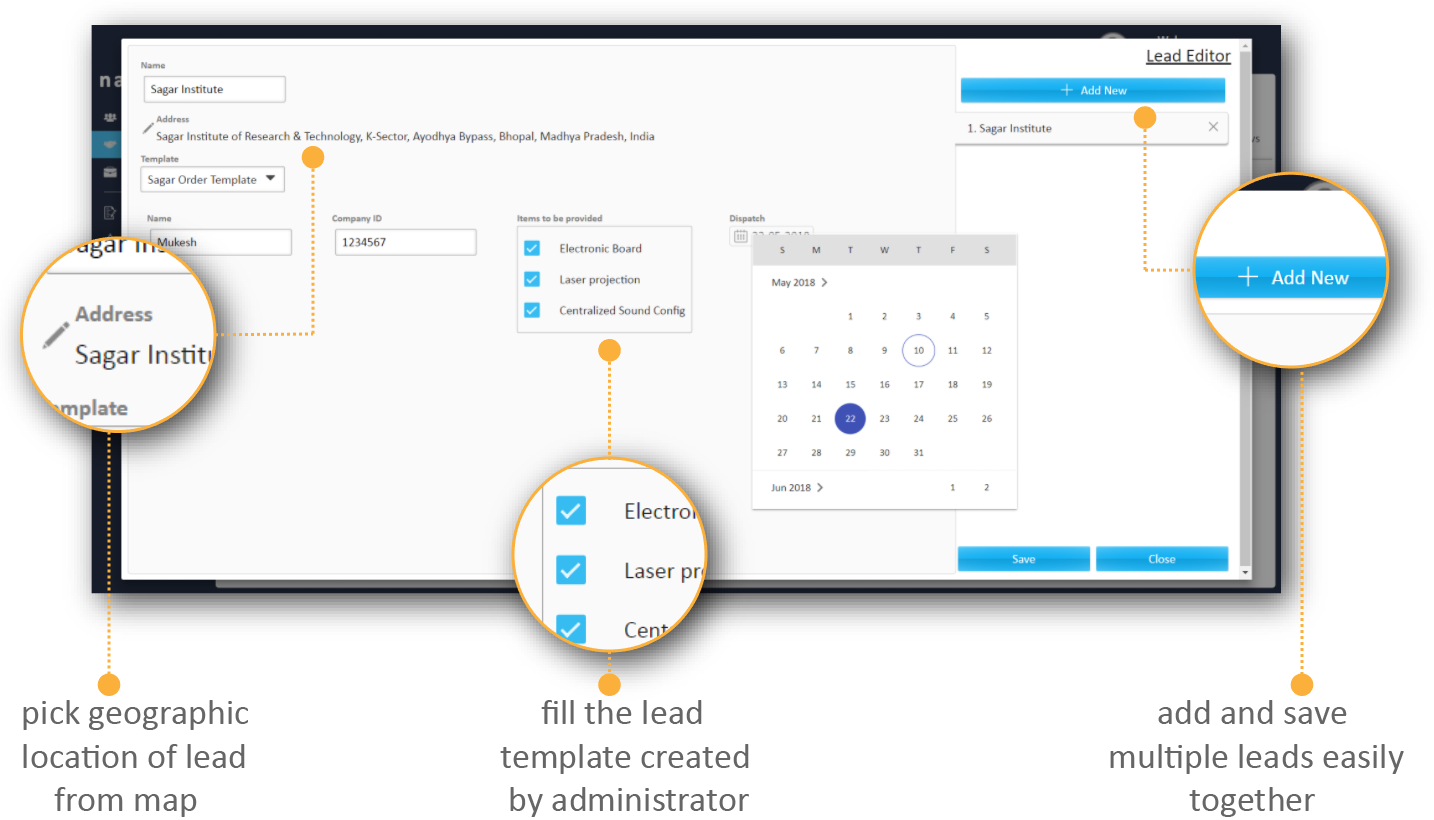 na
Lead Editor
Name
Sagar Institute
Address
Sagar Institute of Research & Technology, K-Sector, Ayodhya Bypass, Bhopal, Madhya Pradesh, India
Template
Sagar Order Template
Name
Mukesh
Company ID
1234567
Items to be provided
Electronic Board
Laser projection
Centralized Sound Config
Dispatch
S M T W T F S
May 2018
1 2 3 4 5
6 7 8 9 10 11 12
13 14 15 16 17 18 19
20 21 22 23 24 25 26
27 28 29 30 31
Jun 2018 1 2
+ Add New
1. Sagar Institute ×
Save Close
Address
Sagar Institu
emplate
Electron
Laser pro
Cent
+ Add New
pick geographic
location of lead
from map
fill the lead
template created
by administrator
add and save
multiple leads easily
together